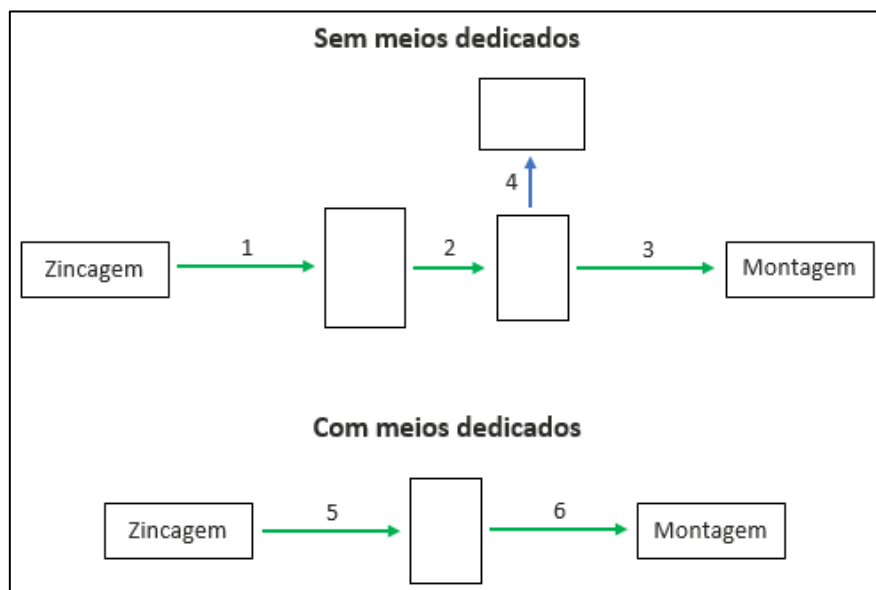 Sem meios dedicados
4
1
2
3
Zincagem
Montagem
Com meios dedicados
5
6
Zincagem
Montagem